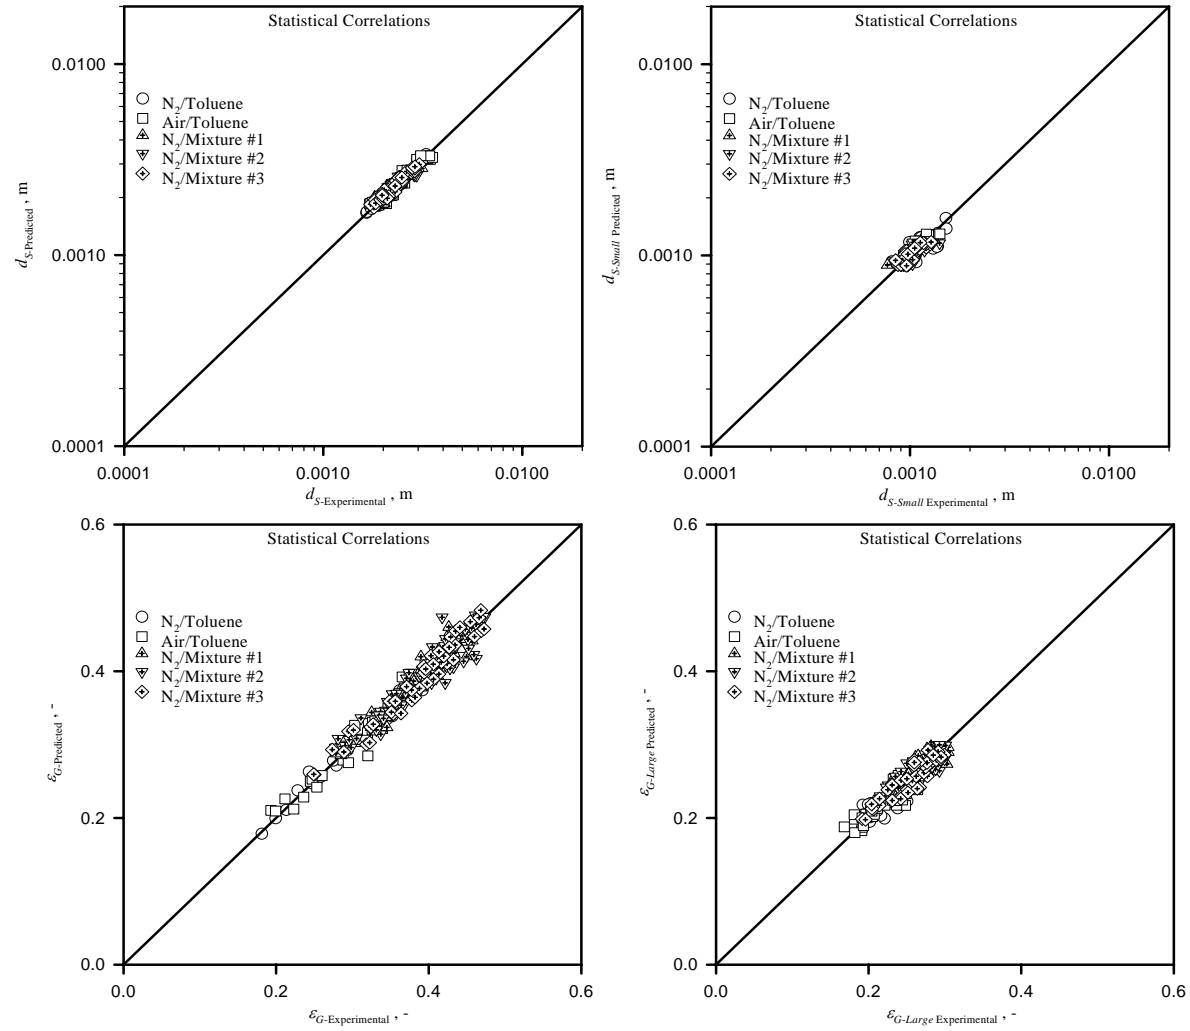 Statistical Correlations
0.0100
N2/Toluene
Air/Toluene
N2/Mixture #1
N2/Mixture #2
N2/Mixture #3
dS-Predicted , m
0.0010
0.0001
0.0001 0.0010 0.0100
dS-Experimental , m
Statistical Correlations
0.0100
N2/Toluene
Air/Toluene
N2/Mixture #1
N2/Mixture #2
N2/Mixture #3
dS-Small Predicted , m
0.0010
0.0001
0.0001 0.0010 0.0100
dS-Small Experimental , m
0.6
Statistical Correlations
N2/Toluene
Air/Toluene
N2/Mixture #1
N2/Mixture #2
N2/Mixture #3
0.4
εG-Predicted , -
0.2
0.0
0.0 0.2 0.4 0.6
εG-Experimental , -
0.6
Statistical Correlations
N2/Toluene
Air/Toluene
N2/Mixture #1
N2/Mixture #2
N2/Mixture #3
0.4
εG-Large Predicted , -
0.2
0.0
0.0 0.2 0.4 0.6
εG-Large Experimental , -